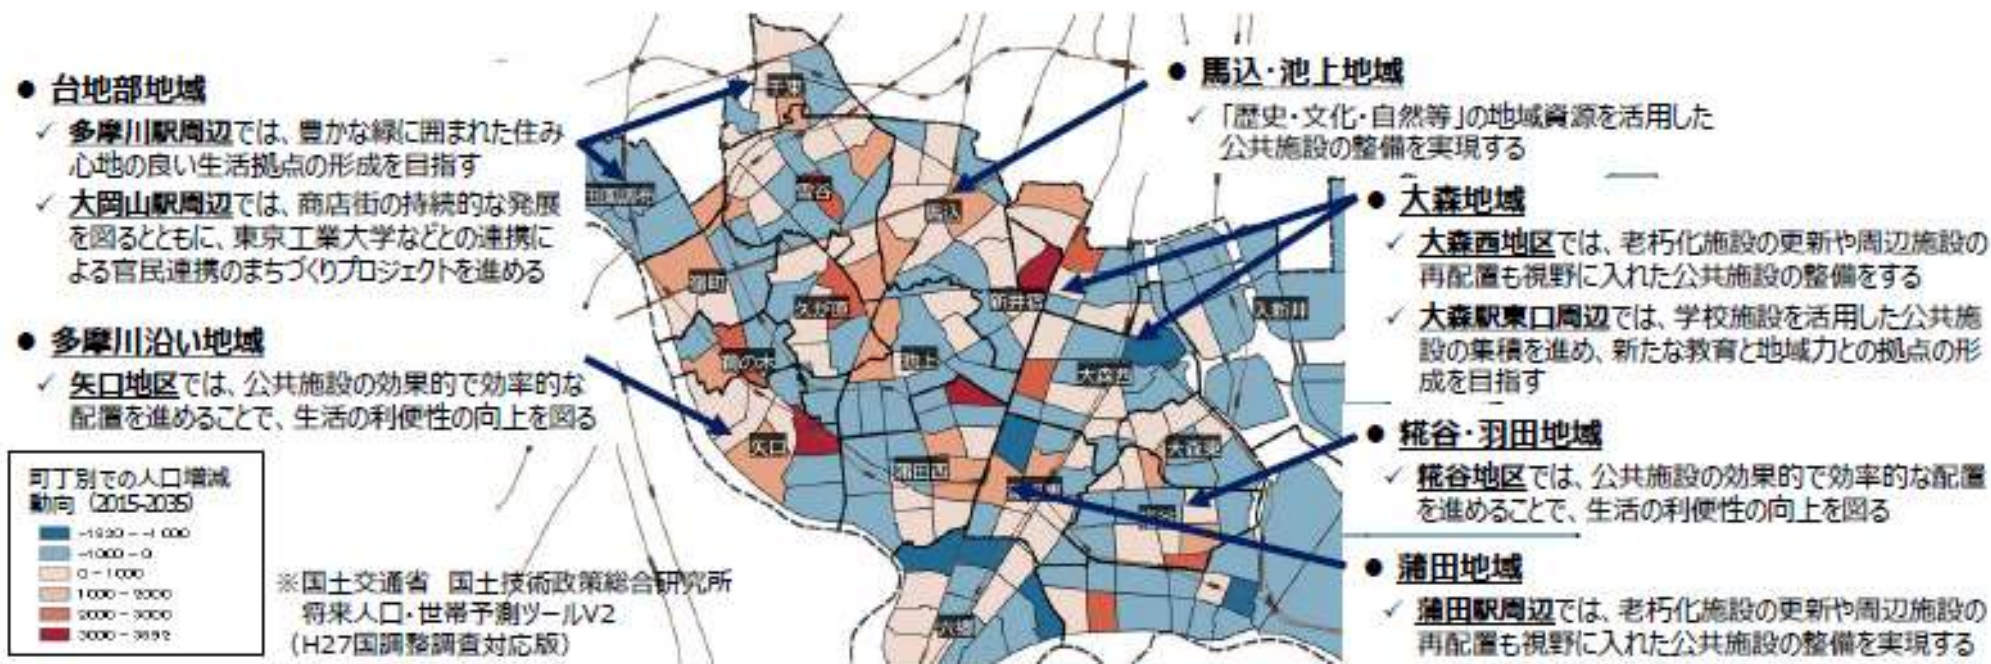 ● 台地部地域
✓ 多摩川駅周辺では、豊かな緑に囲まれた住み
心地の良い生活拠点の形成を目指す
✓ 大岡山駅周辺では、商店街の持続的な発展
を図るとともに、東京工業大学などとの連携に
よる官民連携のまちづくりプロジェクトを進める
● 多摩川沿い地域
✓ 矢口地区では、公共施設の効果的で効率的な
配置を進めることで、生活の利便性の向上を図る
町丁別での人口増減
動向（2015-2035）
-1000 - 0
0 - 1000
1000 - 2000
2000 - 3000
※国土交通省 国土技術政策総合研究所
将来人口・世帯予測ツールV2
（H27国調整調査対応版）
千束
雪谷
馬込
嶺町
久が原
新井宿
入新井
鵜の木
池上
大森西
矢口
蒲田西
大森東
糀谷
六郷
● 馬込・池上地域
✓ 「歴史・文化・自然等」の地域資源を活用した
公共施設の整備を実現する
● 大森地域
✓ 大森西地区では、老朽化施設の更新や周辺施設の
再配置も視野に入れた公共施設の整備をする
✓ 大森駅東口周辺では、学校施設を活用した公共施
設の集積を進め、新たな教育と地域力との拠点の形
成を目指す
● 糀谷・羽田地域
✓ 糀谷地区では、公共施設の効果的で効率的な配置
を進めることで、生活の利便性の向上を図る
● 蒲田地域
✓ 蒲田駅周辺では、老朽化施設の更新や周辺施設の
再配置も視野に入れた公共施設の整備を実現する